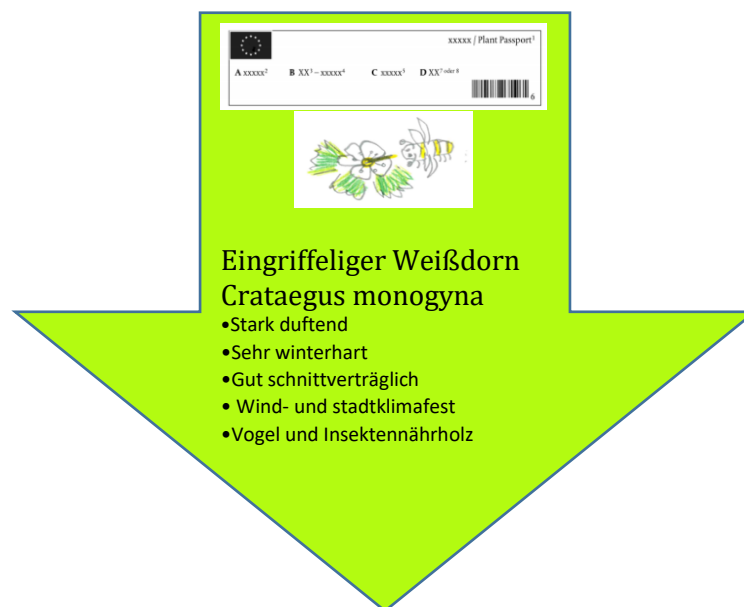 xxxxx / Plant Passport¹
A xxxxx² B XX³ – xxxxx⁴ C xxxxx⁵ D XX⁷ ᵒᵈᵉʳ ⁸
6
Eingriffeliger Weißdorn
Crataegus monogyna
•Stark duftend
•Sehr winterhart
•Gut schnittverträglich
• Wind- und stadtklimafest
•Vogel und Insektennährholz